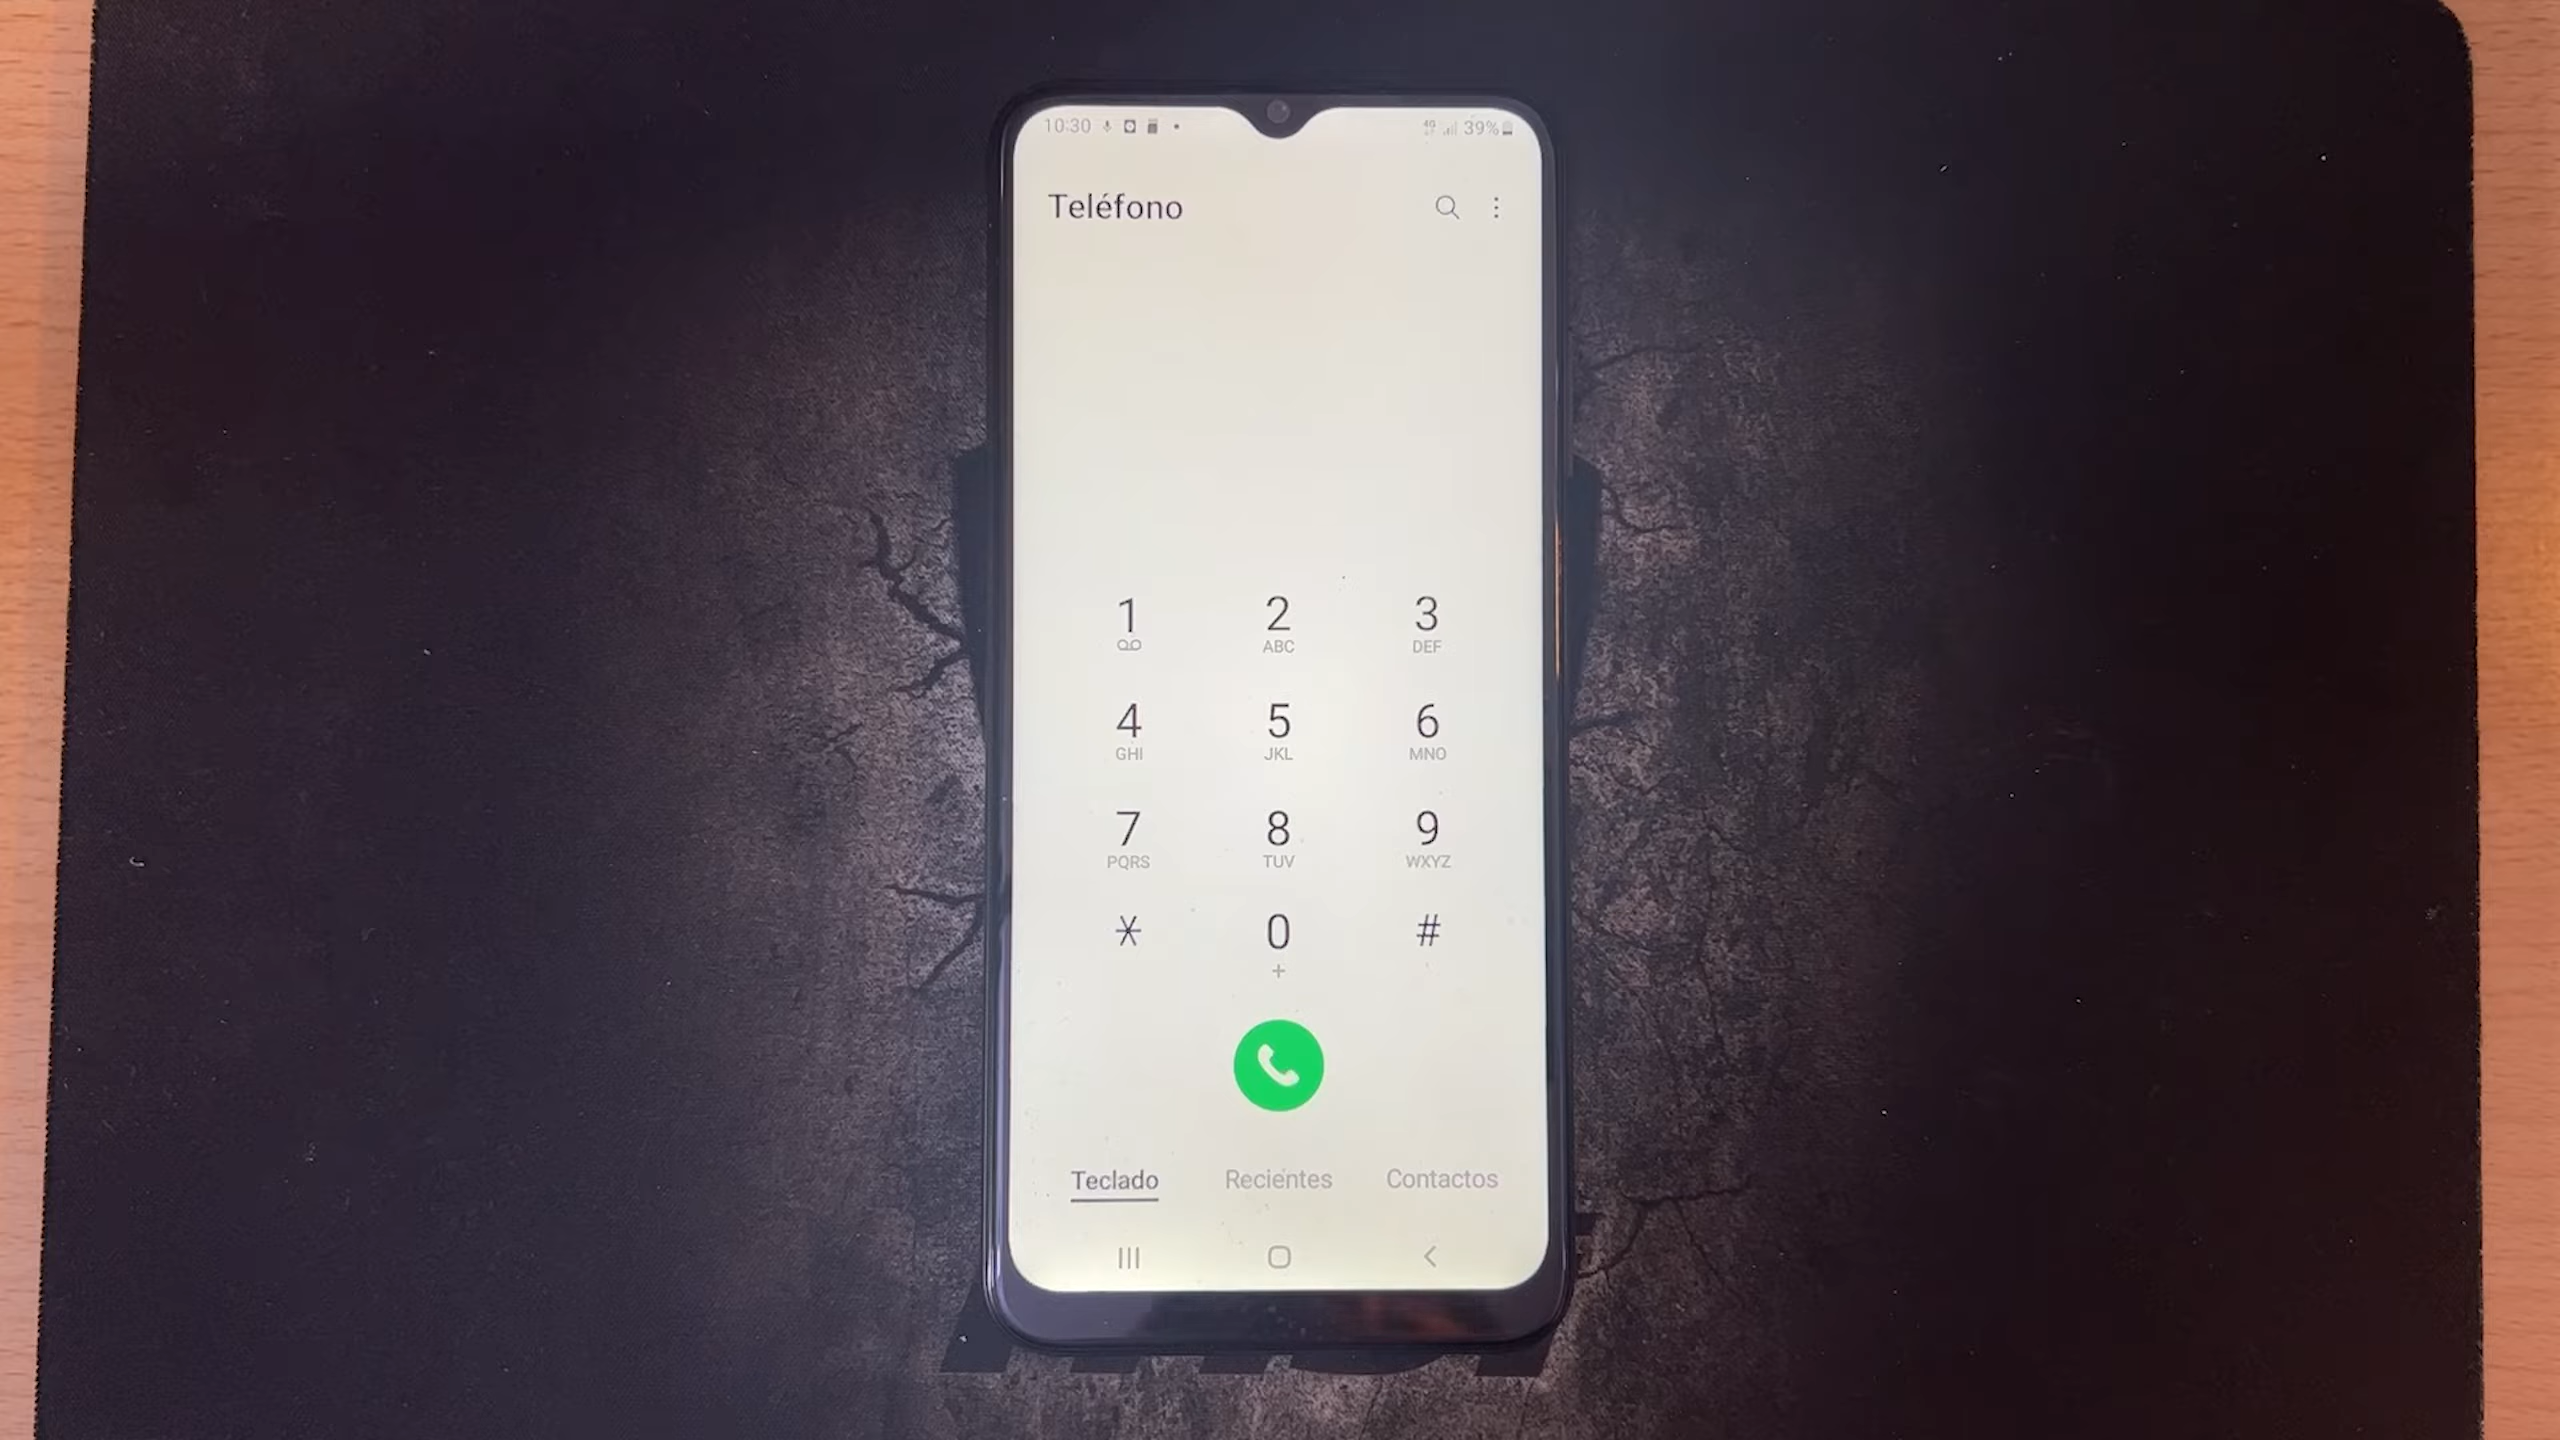 10:30 4G 39%
Teléfono
1 2 3
ABC DEF
4 5 6
GHI JKL MNO
7 8 9
PQRS TUV WXYZ
* 0 #
+
Teclado Recientes Contactos